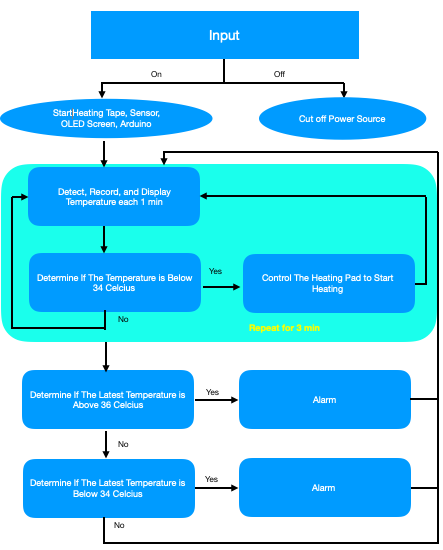 Input
On
Off
StartHeating Tape, Sensor,
OLED Screen, Arduino
Cut off Power Source
Detect, Record, and Display
Temperature each 1 min
Determine If The Temperature is Below
34 Celcius
Yes
Control The Heating Pad to Start
Heating
No
Repeat for 3 min
Determine If The Latest Temperature is
Above 36 Celcius
Yes
Alarm
No
Determine If The Latest Temperature is
Below 34 Celcius
Yes
Alarm
No